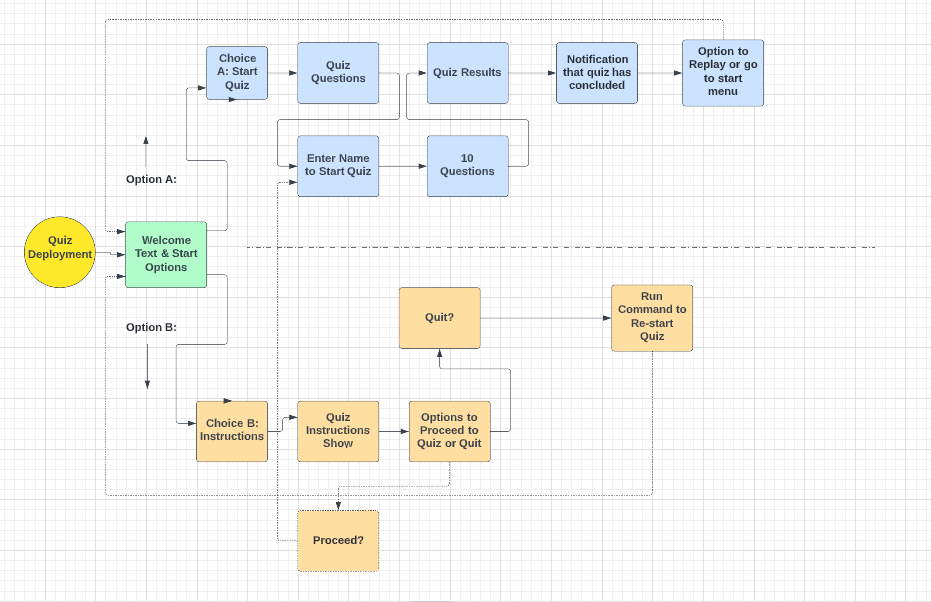 Choice
A: Start
Quiz
Quiz
Questions
Quiz Results
Notification
that quiz has
concluded
Option to
Replay or go
to start
menu
Enter Name
to Start Quiz
10
Questions
Option A:
Quiz
Deployment
Welcome
Text & Start
Options
Option B:
Quit?
Run
Command to
Re-start
Quiz
Choice B:
Instructions
Quiz
Instructions
Show
Options to
Proceed to
Quiz or Quit
Proceed?